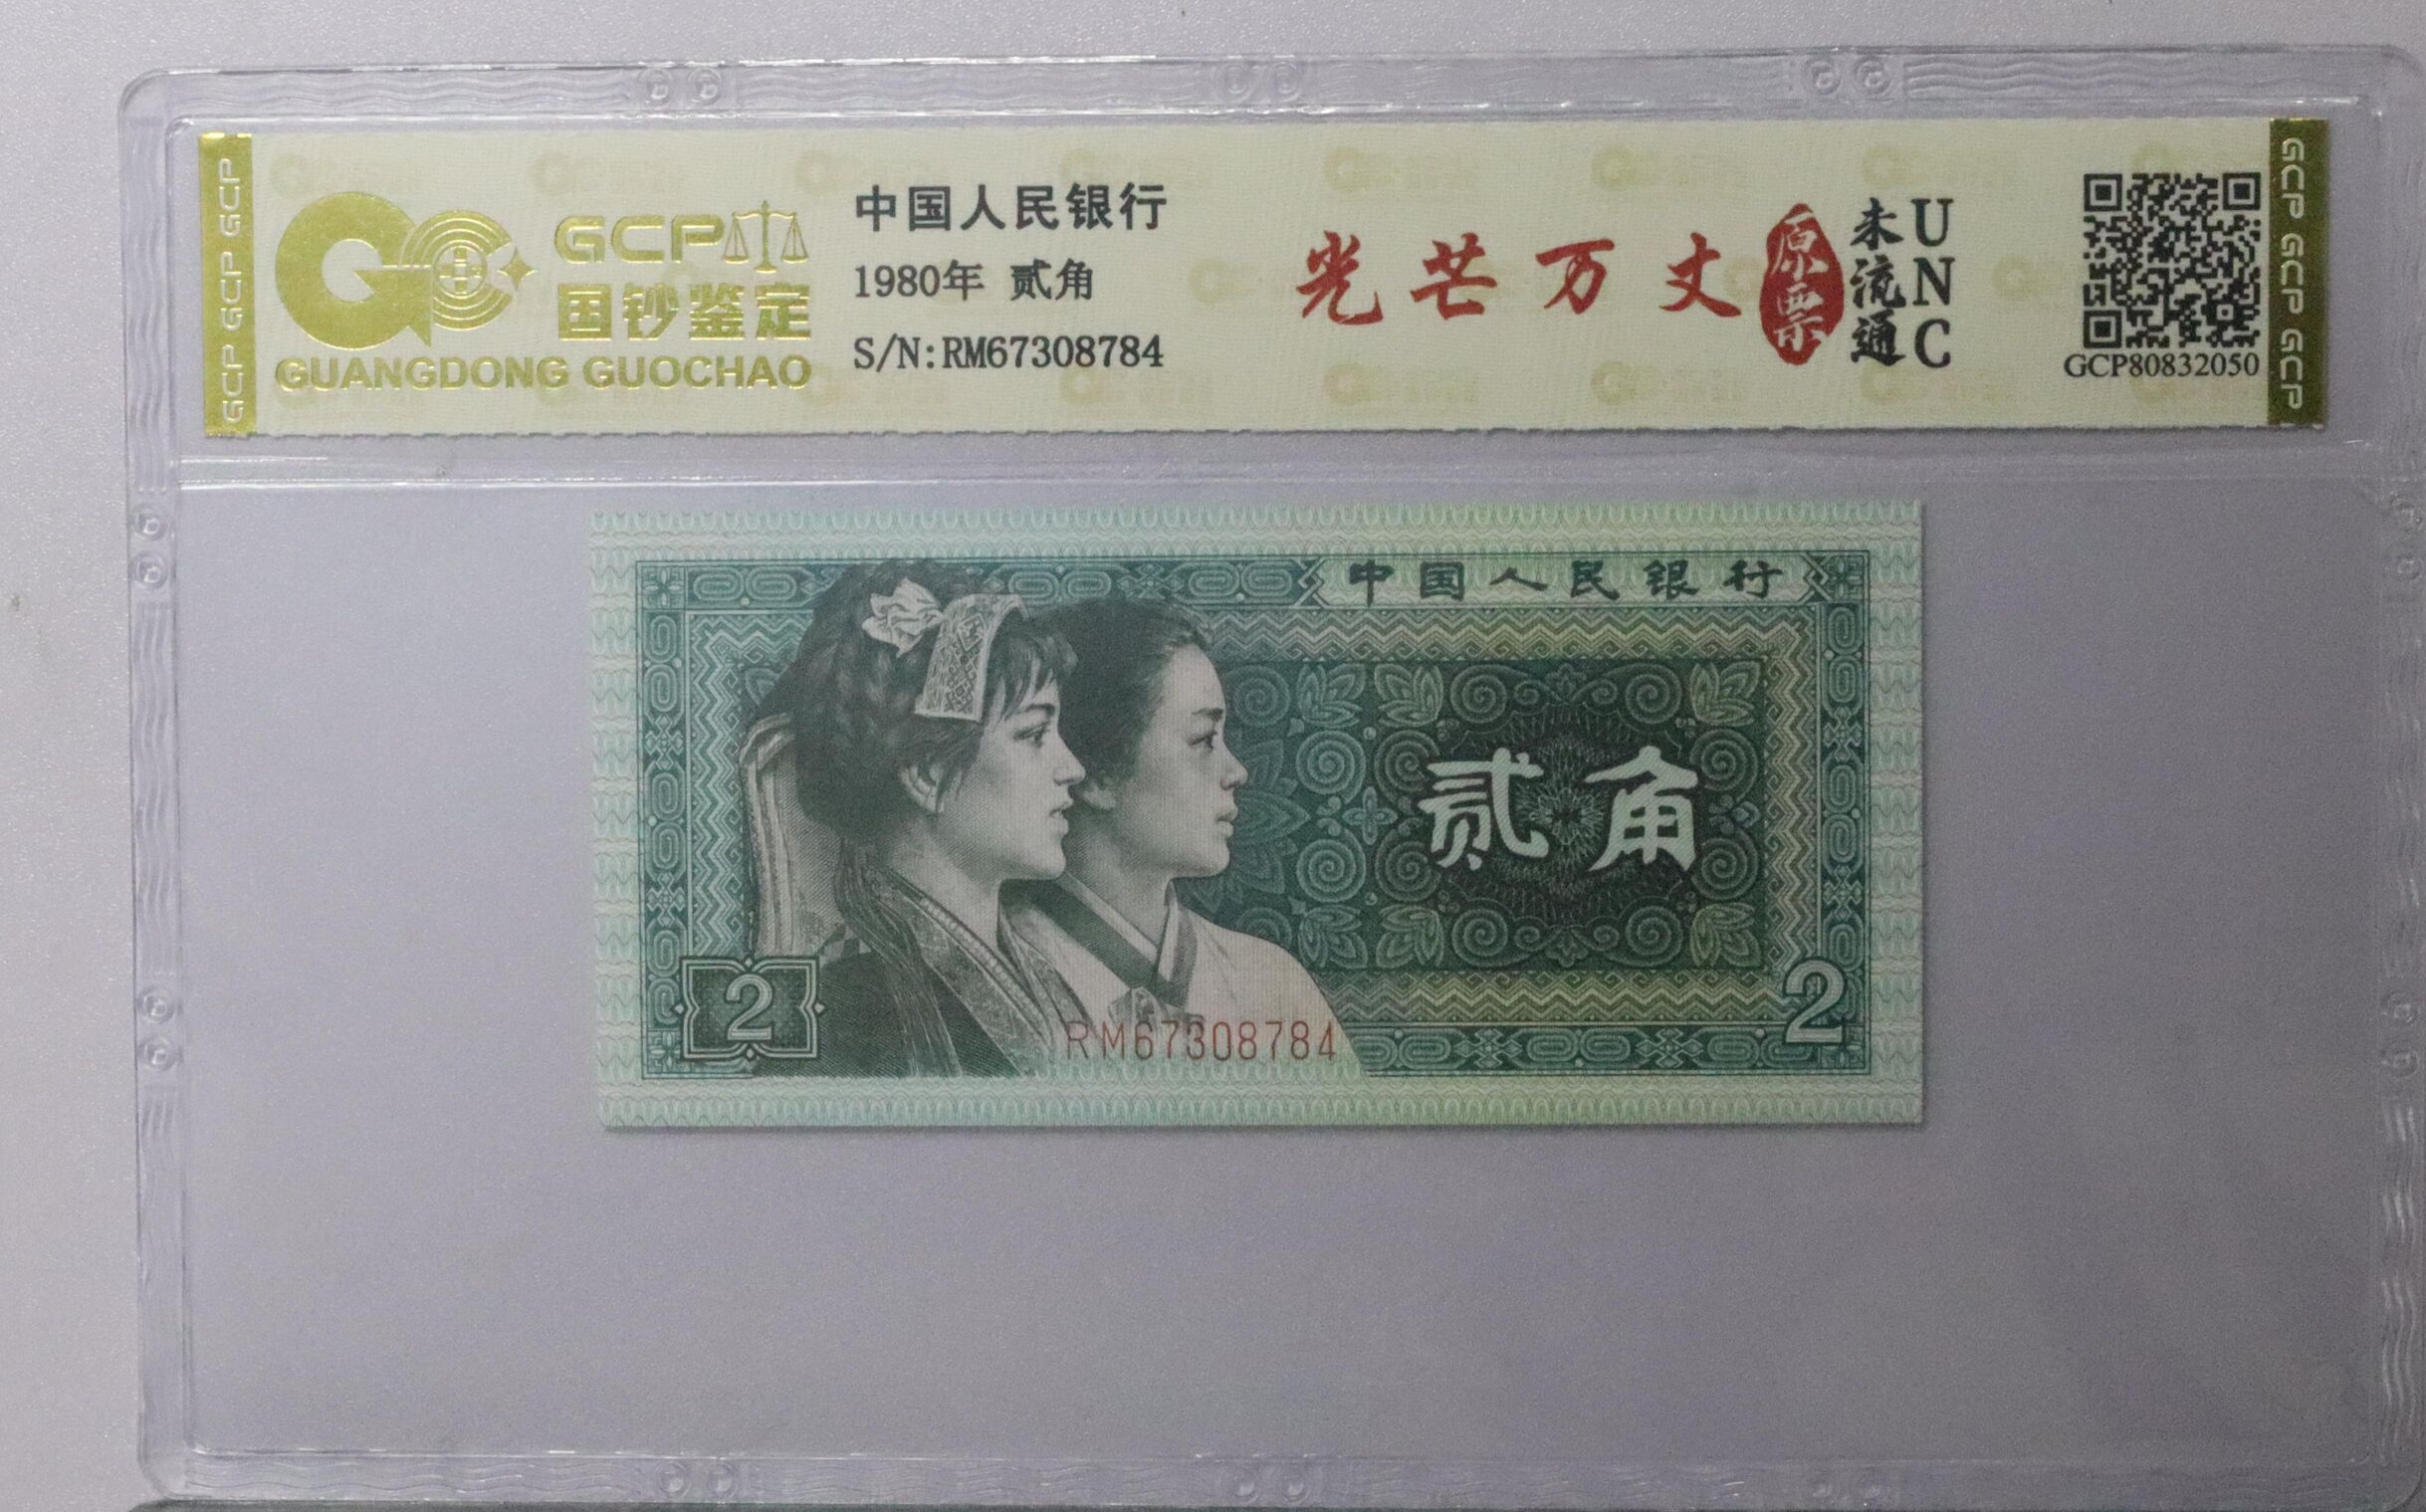 GCP GCP GCP
GCP
国钞鉴定
GUANGDONG GUOCHAO
中国人民银行
1980年 贰角
S/N:RM67308784
光芒万丈
原票
未流通
UNC
GCP80832050
GCP GCP GCP
中国人民银行
贰角
2
RM67308784
2